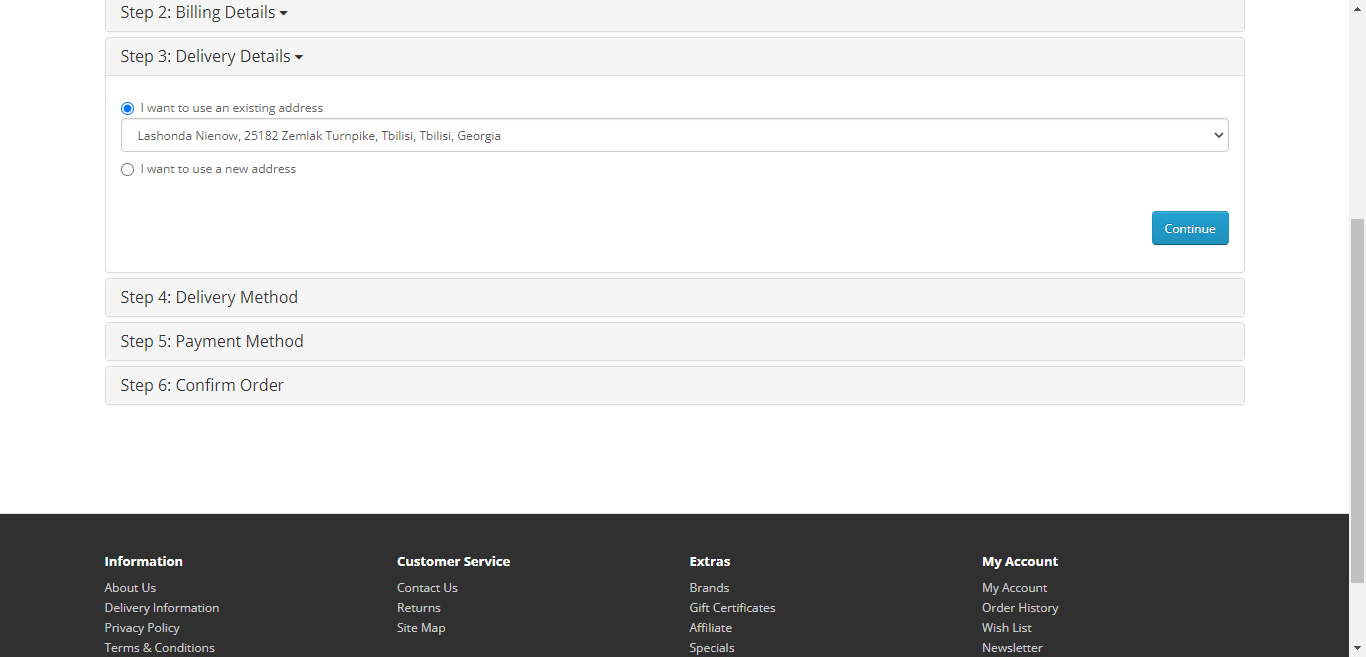 Step 2: Billing Details
Step 3: Delivery Details
I want to use an existing address
Lashonda Nienow, 25182 Zemlak Turnpike, Tbilisi, Tbilisi, Georgia
I want to use a new address
Continue
Step 4: Delivery Method
Step 5: Payment Method
Step 6: Confirm Order
Information
About Us
Delivery Information
Privacy Policy
Terms & Conditions
Customer Service
Contact Us
Returns
Site Map
Extras
Brands
Gift Certificates
Affiliate
Specials
My Account
My Account
Order History
Wish List
Newsletter